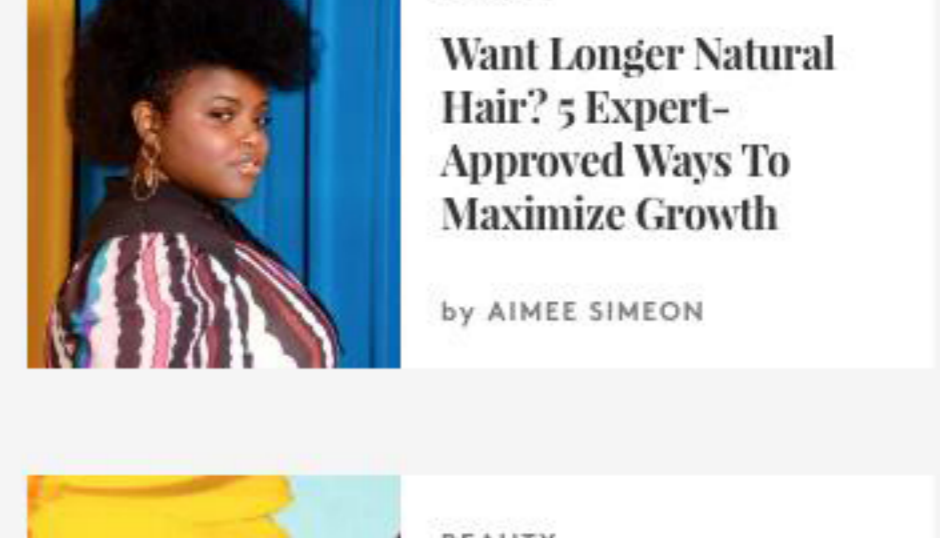 Want Longer Natural
Hair? 5 Expert-
Approved Ways To
Maximize Growth
by AIMEE SIMEON
BEAUTY